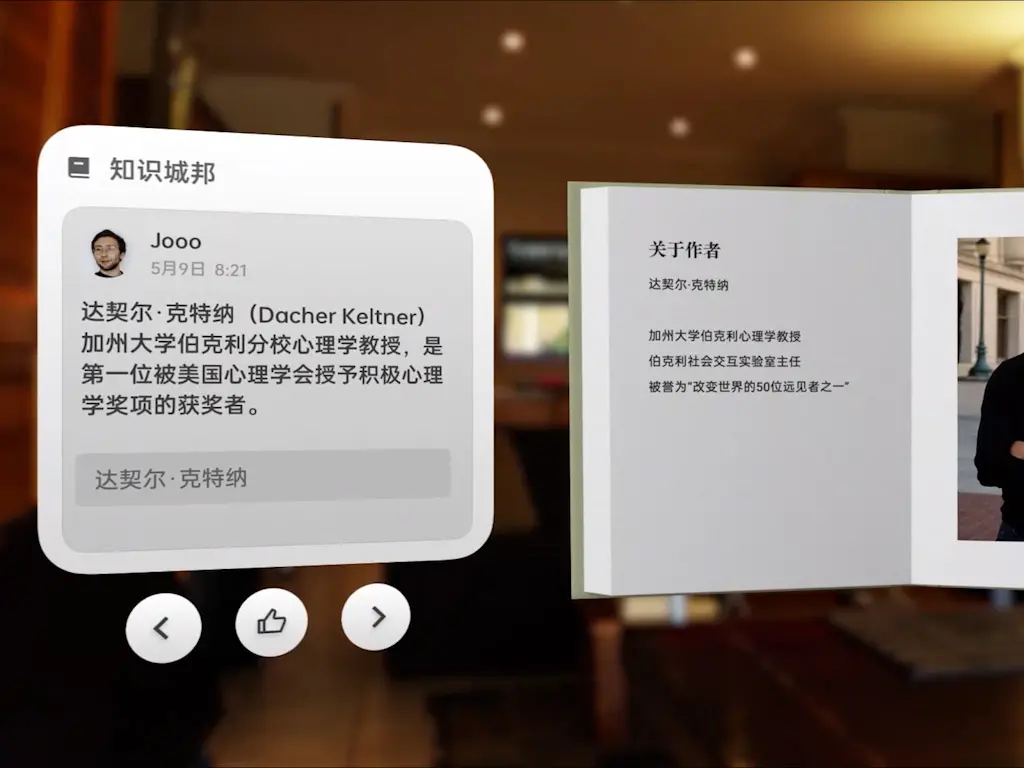 知识城邦
Jooo
5月9日 8:21
达契尔·克特纳（Dacher Keltner）
加州大学伯克利分校心理学教授，是
第一位被美国心理学会授予积极心理
学奖项的获奖者。
达契尔·克特纳
关于作者
达契尔·克特纳
加州大学伯克利心理学教授
伯克利社会交互实验室主任
被誉为“改变世界的50位远见者之一”